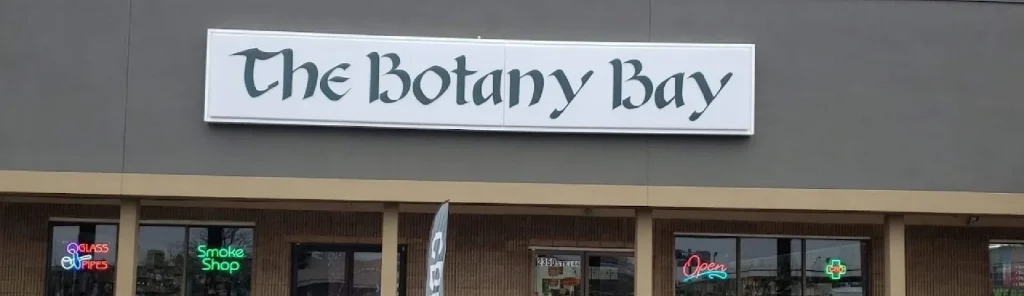 The Botany Bay
GLASS
PIPES
Smoke
Shop
Open